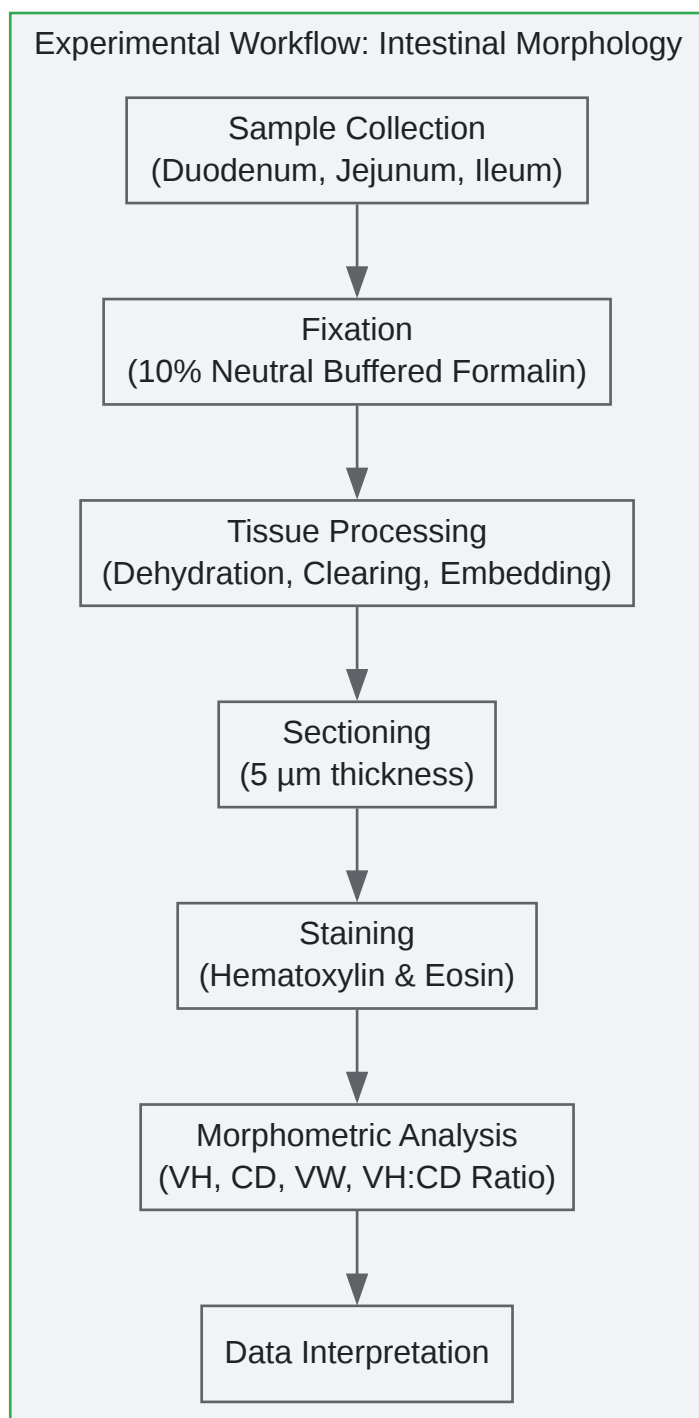 Experimental Workflow: Intestinal Morphology
Sample Collection
(Duodenum, Jejunum, Ileum)
Fixation
(10% Neutral Buffered Formalin)
Tissue Processing
(Dehydration, Clearing, Embedding)
Sectioning
(5 µm thickness)
Staining
(Hematoxylin & Eosin)
Morphometric Analysis
(VH, CD, VW, VH:CD Ratio)
Data Interpretation